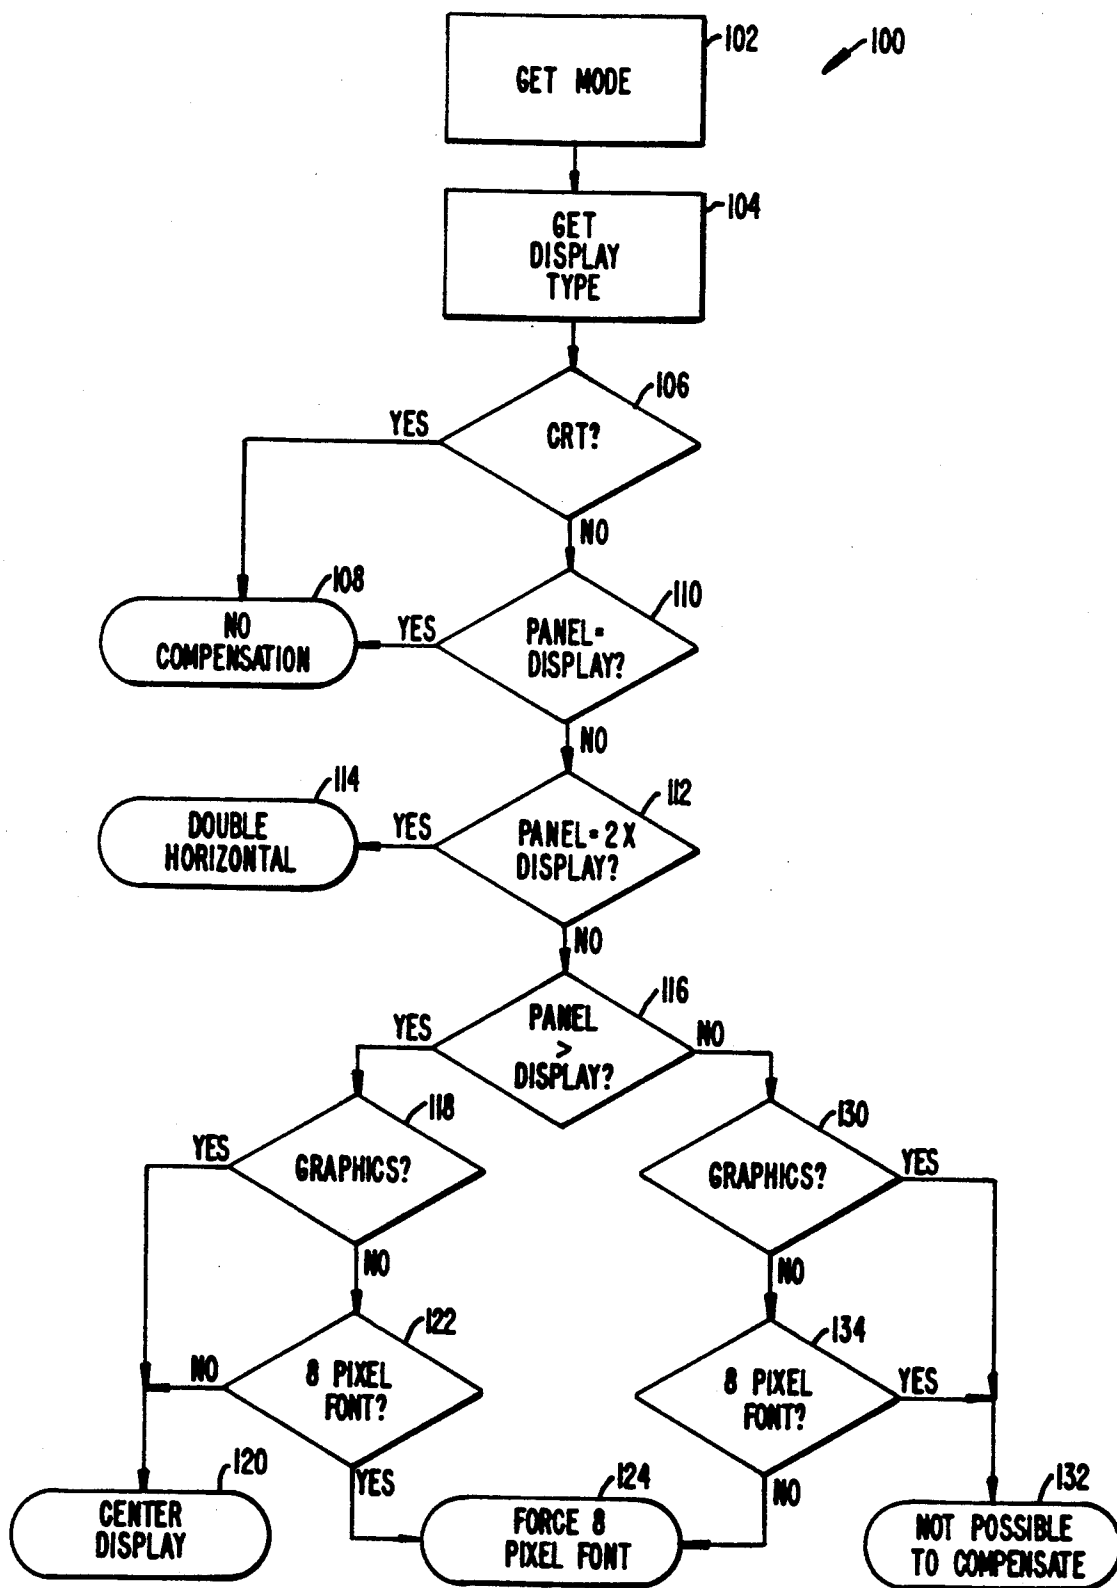 102
100
GET MODE
104
GET
DISPLAY
TYPE
106
YES
CRT?
NO
108
110
NO
COMPENSATION
YES
PANEL=
DISPLAY?
NO
114
112
DOUBLE
HORIZONTAL
YES
PANEL=2X
DISPLAY?
NO
116
YES
PANEL
>
DISPLAY?
NO
118
130
YES
GRAPHICS?
GRAPHICS?
YES
NO
NO
122
134
NO
8 PIXEL
FONT?
8 PIXEL
FONT?
YES
YES
NO
120
124
132
CENTER
DISPLAY
FORCE 8
PIXEL FONT
NOT POSSIBLE
TO COMPENSATE